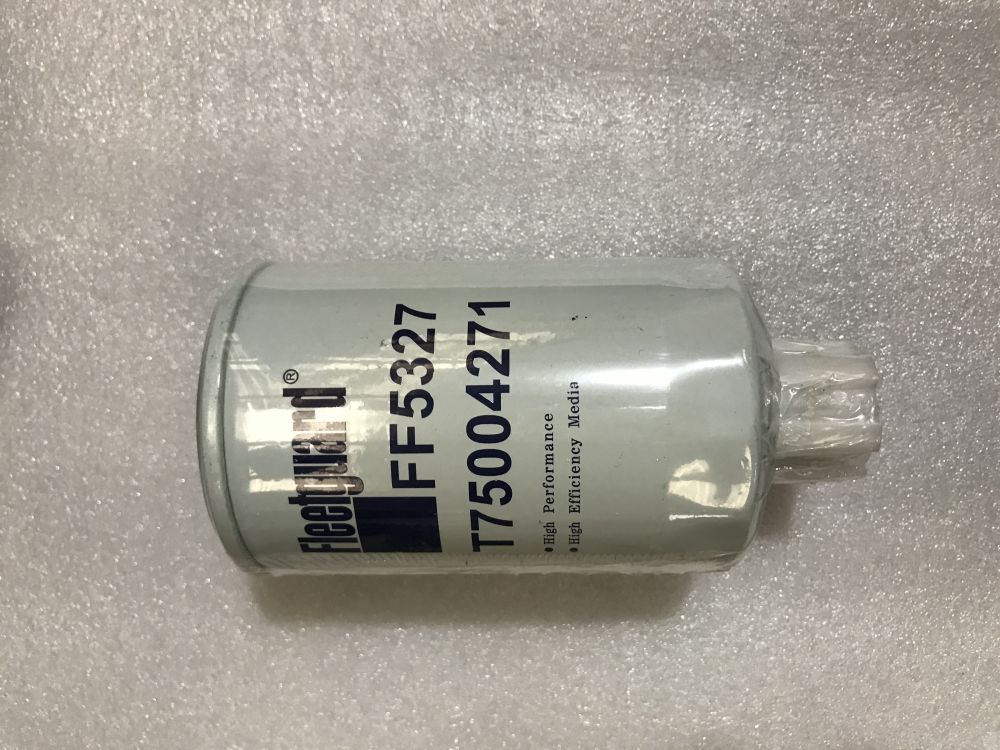 Fleetguard®
FF5327
T75004271
• High Performance
• High Efficiency Media